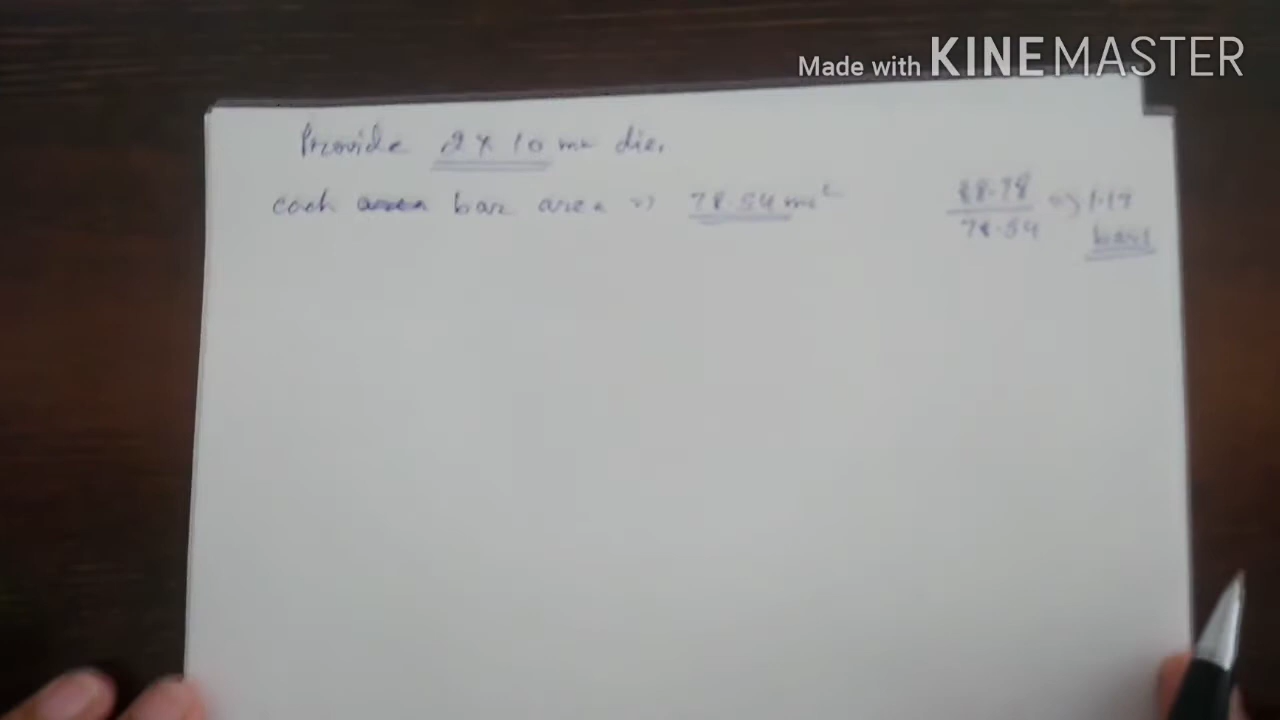 Made with KINEMASTER
Provide 2 x 10 mm dia.
each area bar area => 78.54 mm²
88.78
78.54
=> 1.13
bars